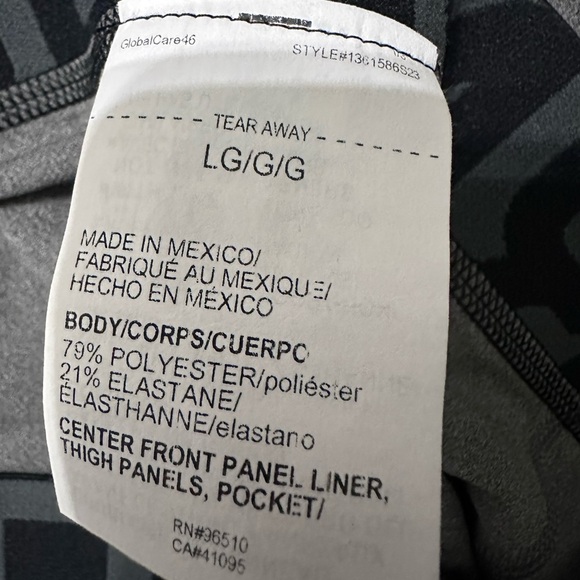 GlobalCare46
STYLE#1361586S23
TEAR AWAY
LG/G/G
MADE IN MEXICO/
FABRIQUÉ AU MEXIQUE/
HECHO EN MÉXICO
BODY/CORPS/CUERPO
79% POLYESTER/poliéster
21% ELASTANE/
ÉLASTHANNE/elastano
CENTER FRONT PANEL LINER,
THIGH PANELS, POCKET/
RN#96510
CA#41095